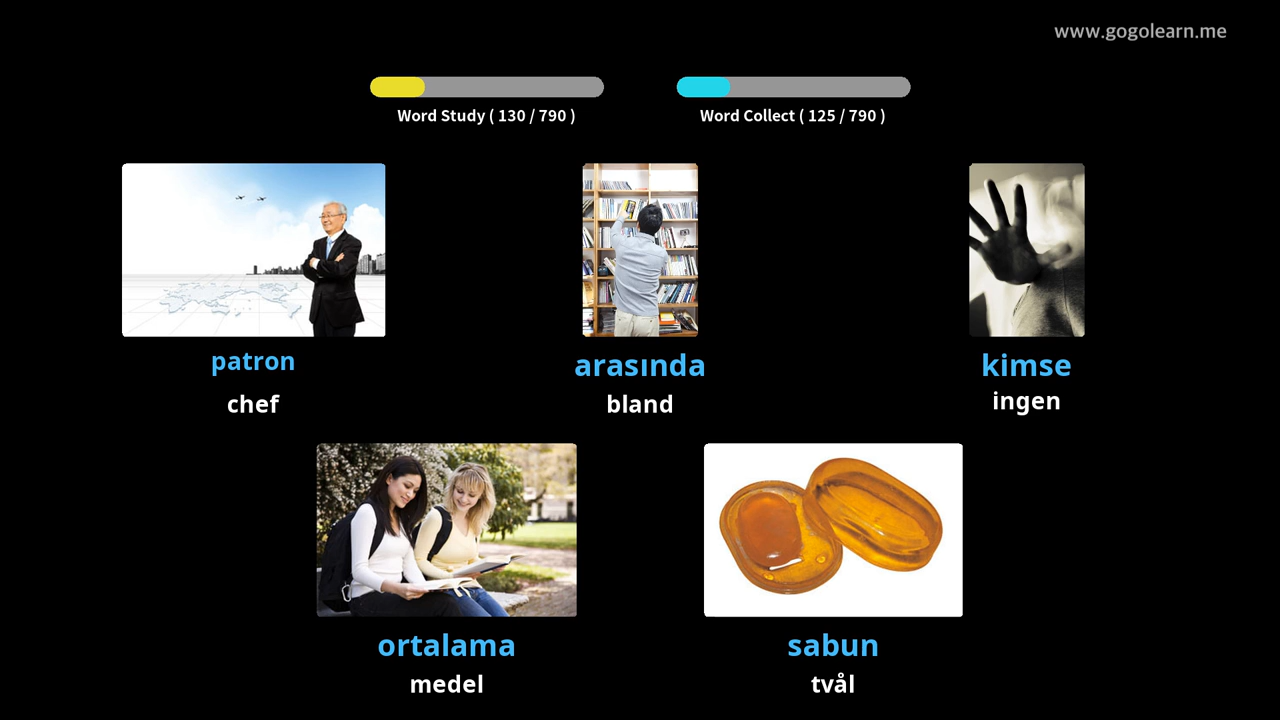 www.gogolearn.me
Word Study ( 130 / 790 )
Word Collect ( 125 / 790 )
patron
chef
arasında
bland
kimse
ingen
ortalama
medel
sabun
tvål